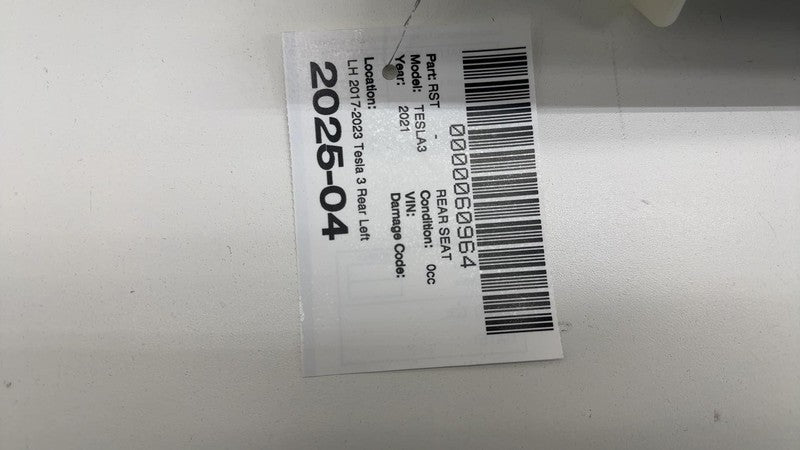 0000060964
Part: RST - REAR SEAT
Model: TESLA3 Condition: 0cc
Year: 2021 VIN:
Damage Code:
Location:
LH 2017-2023 Tesla 3 Rear Left
2025-04